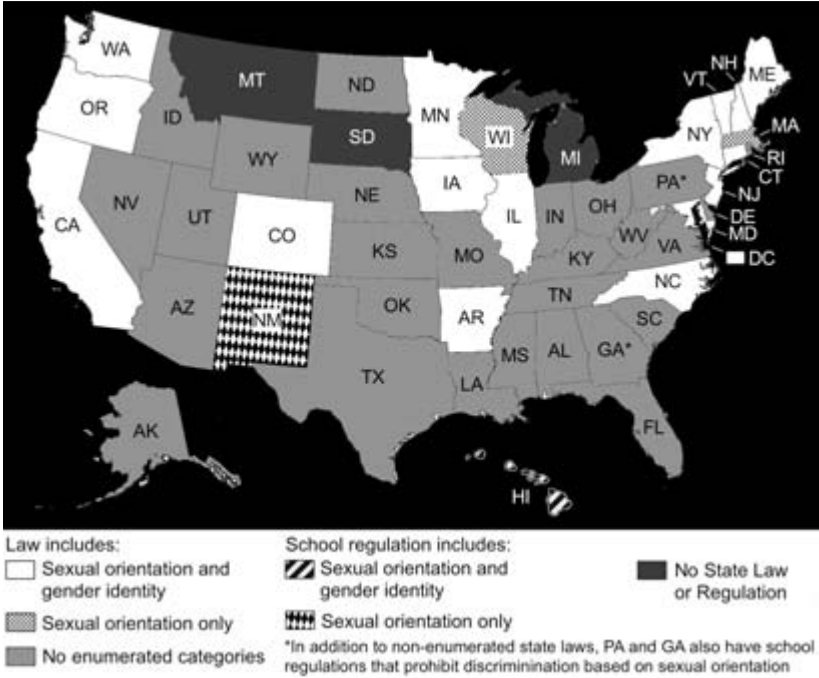 WA
MT
ND
MN
VT
NH
ME
OR
ID
SD
WI
MI
NY
MA
RI
CT
WY
IA
PA*
NJ
NE
NV
UT
IL
IN
OH
DE
MD
CA
CO
WV
VA
DC
KS
MO
KY
NC
AZ
NM
OK
AR
TN
SC
MS
AL
GA*
TX
LA
FL
AK
HI
Law includes:
Sexual orientation and
gender identity
Sexual orientation only
No enumerated categories
School regulation includes:
Sexual orientation and
gender identity
Sexual orientation only
No State Law
or Regulation
*In addition to non-enumerated state laws, PA and GA also have school
regulations that prohibit discriminination based on sexual orientation